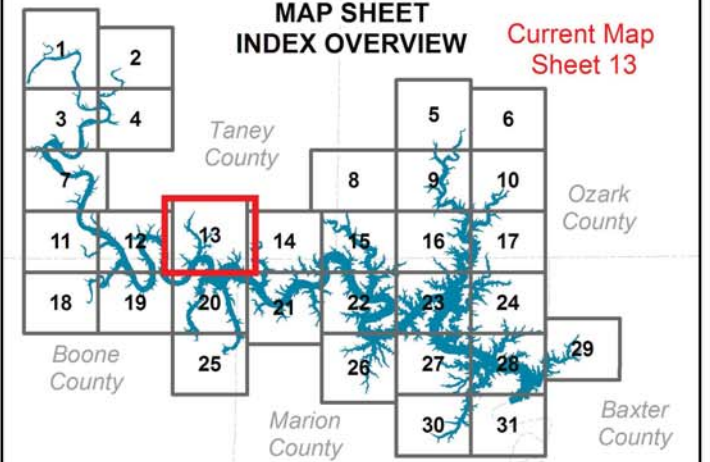 MAP SHEET
INDEX OVERVIEW
Current Map
Sheet 13
1
2
3
4
Taney
County
5
6
7
8
9
10
Ozark
County
11
12
13
14
15
16
17
18
19
20
21
22
23
24
Boone
County
25
26
27
28
29
Marion
County
30
31
Baxter
County